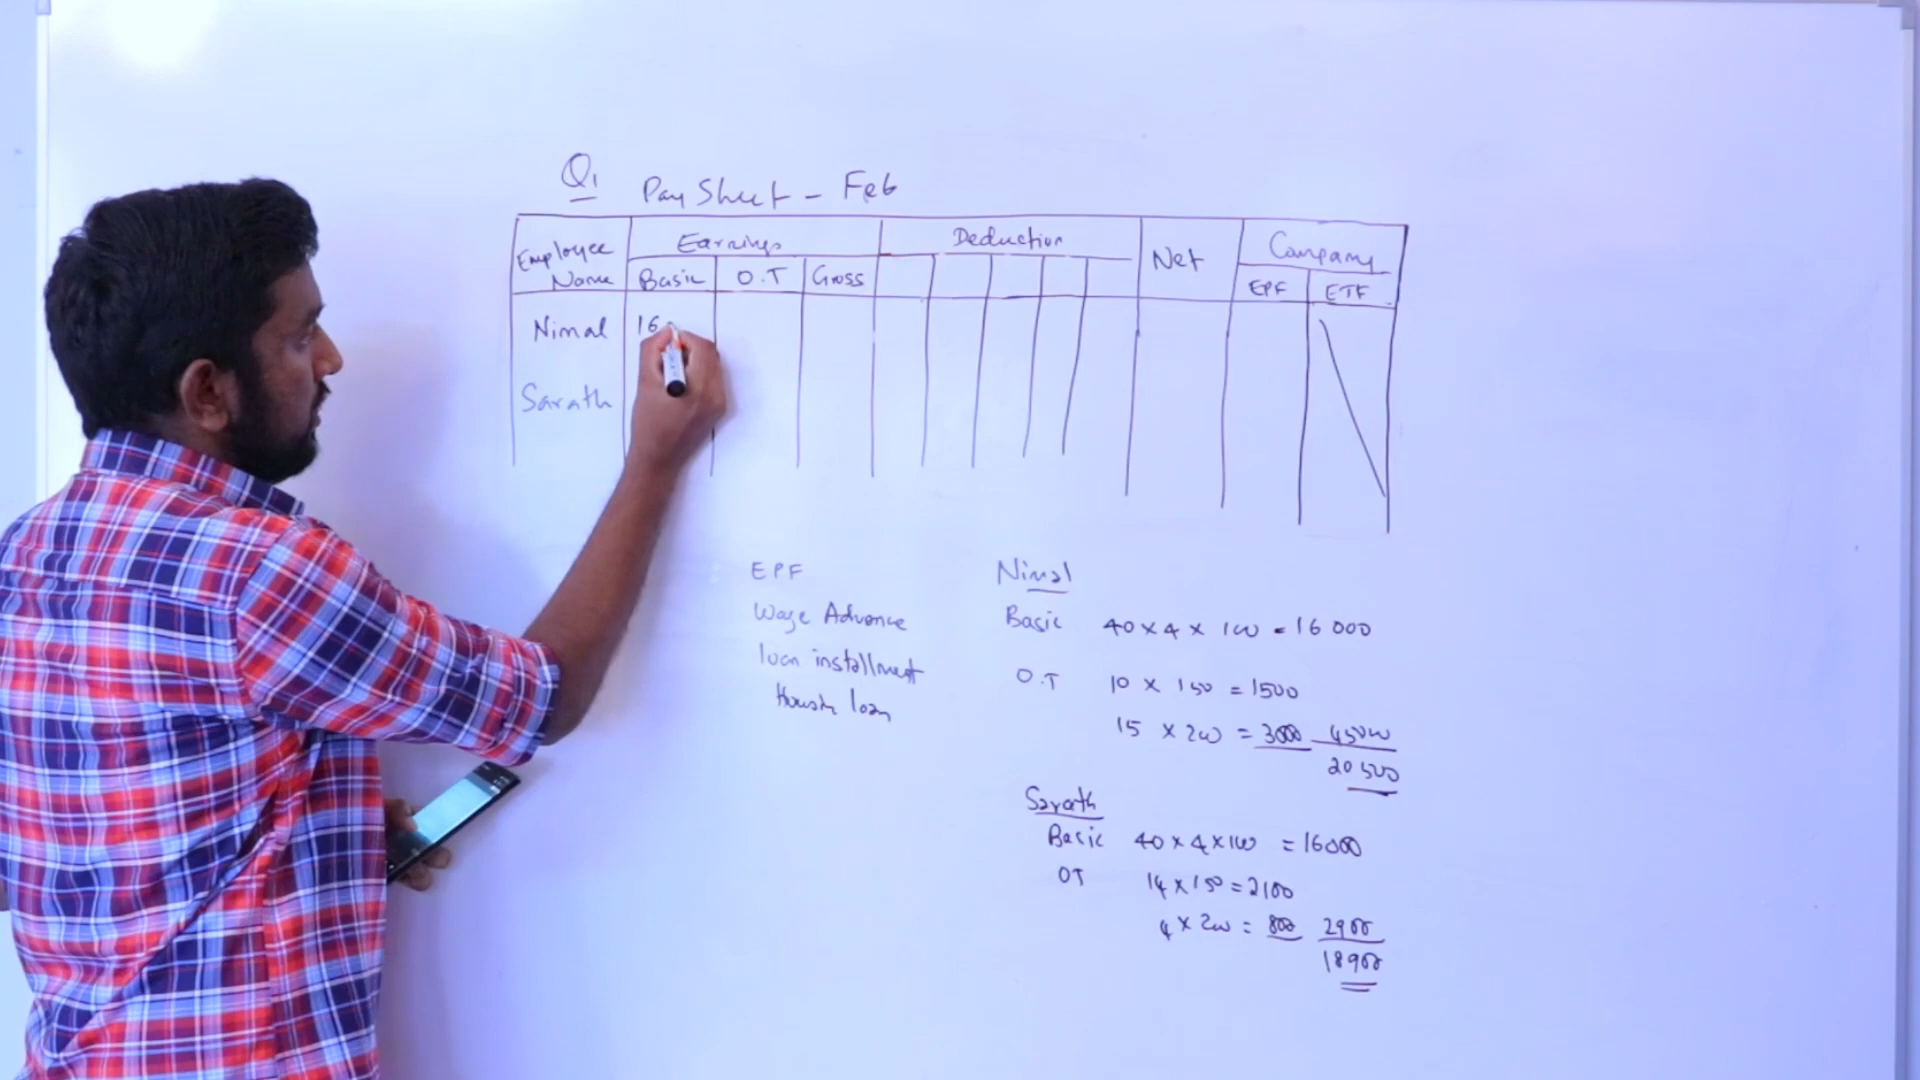 Q1 Pay Sheet - Feb
Employee Name Earnings Deduction Net Company
Basic O.T Gross EPF ETF
Nimal 16
Sarath
EPF
Wage Advance
loan installment
loan
Nimal
Basic 40 x 4 x 100 = 16 000
O.T 10 x 150 = 1500
15 x 200 = 3000 4500
20 500
Sarath
Basic 40 x 4 x 100 = 16000
OT 14 x 150 = 2100
4 x 200 = 800 2900
18900